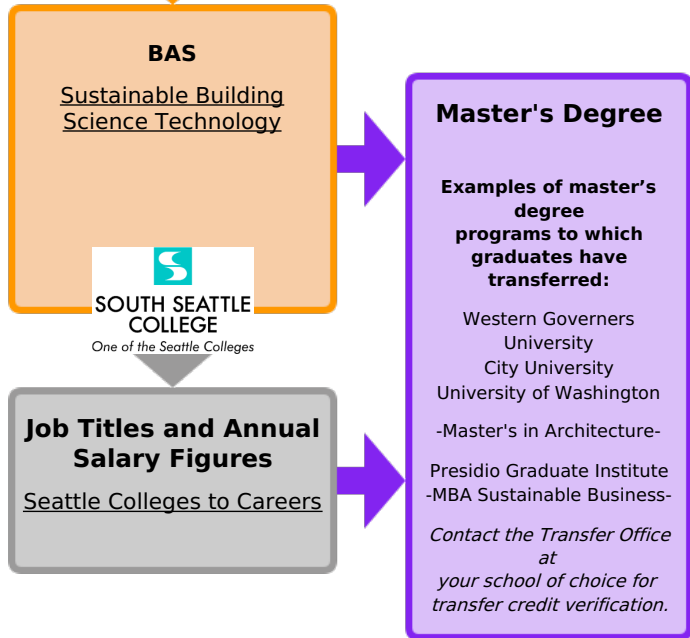 BAS
Sustainable Building
Science Technology
SOUTH SEATTLE
COLLEGE
One of the Seattle Colleges
Job Titles and Annual
Salary Figures
Seattle Colleges to Careers
Master's Degree
Examples of master’s
degree
programs to which
graduates have
transferred:
Western Governers
University
City University
University of Washington
-Master's in Architecture-
Presidio Graduate Institute
-MBA Sustainable Business-
Contact the Transfer Office
at
your school of choice for
transfer credit verification.